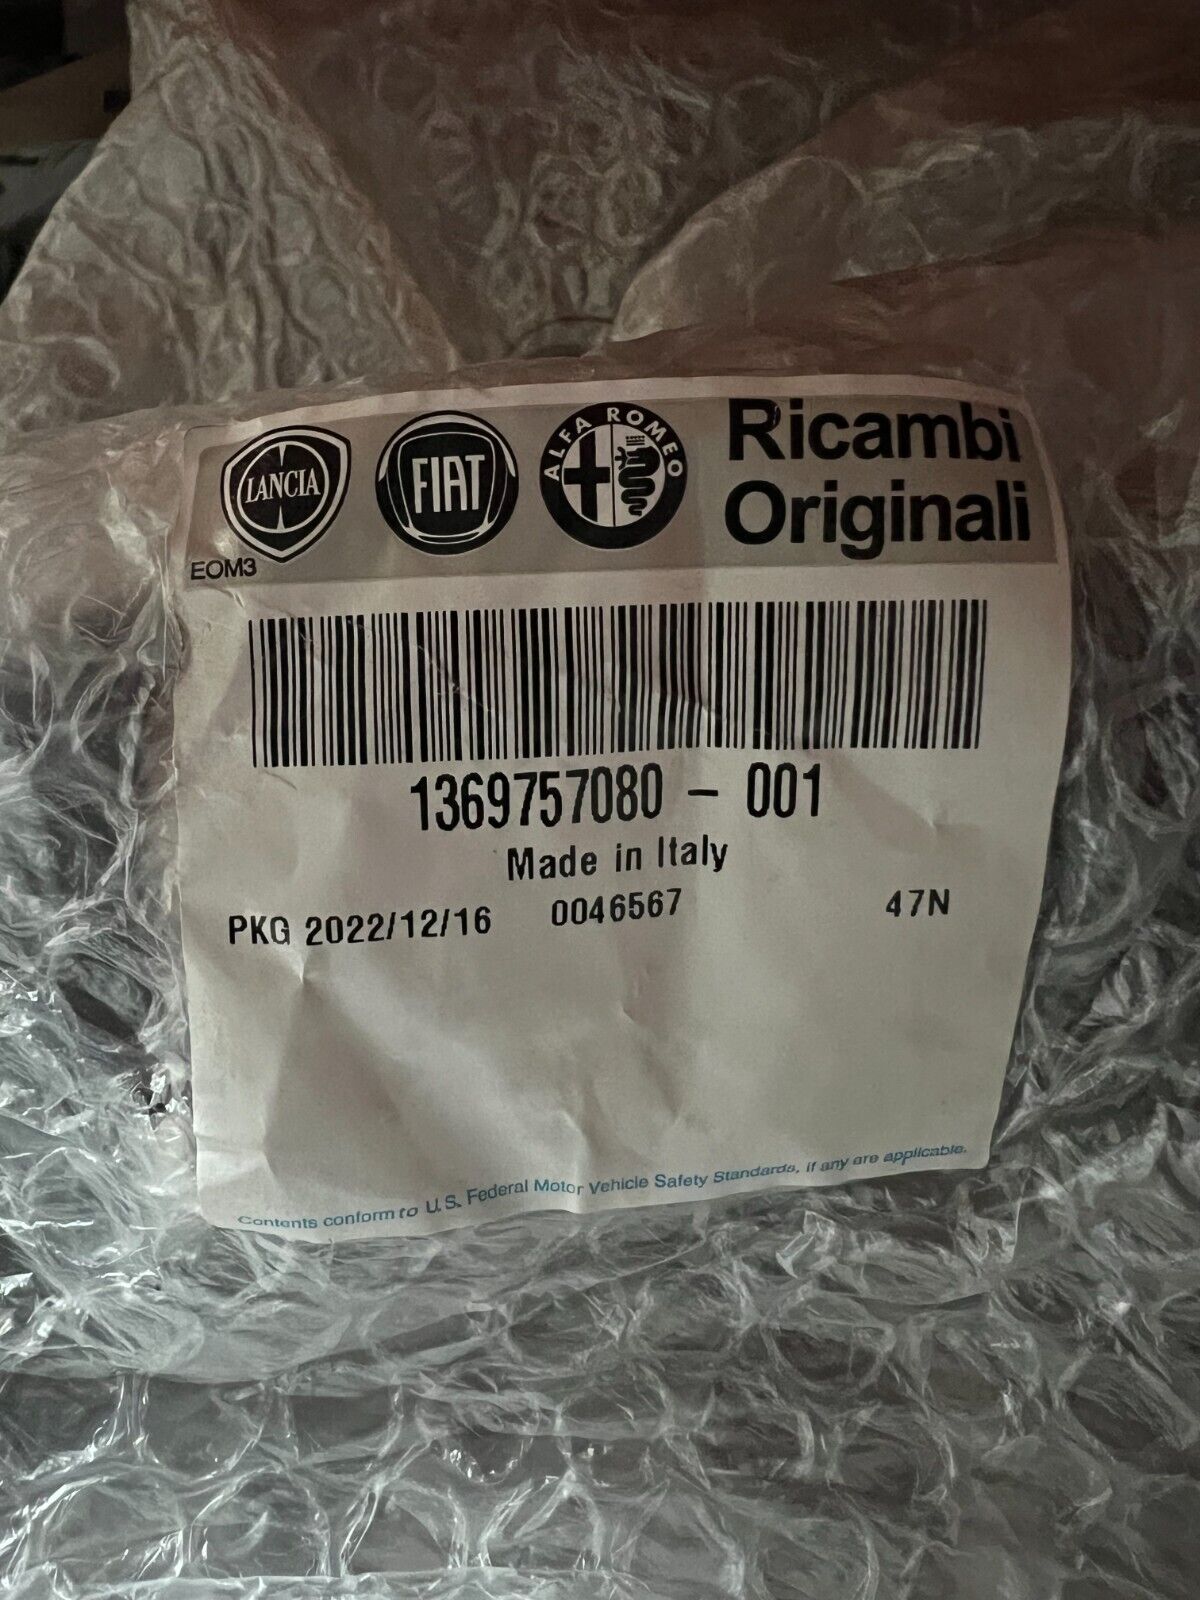 LANCIA
FIAT
ALFA ROMEO
Ricambi
Originali
EOM3
1369757080 - 001
Made in Italy
PKG 2022/12/16 0046567 47N
Contents conform to U.S. Federal Motor Vehicle Safety Standards, if any are applicable.